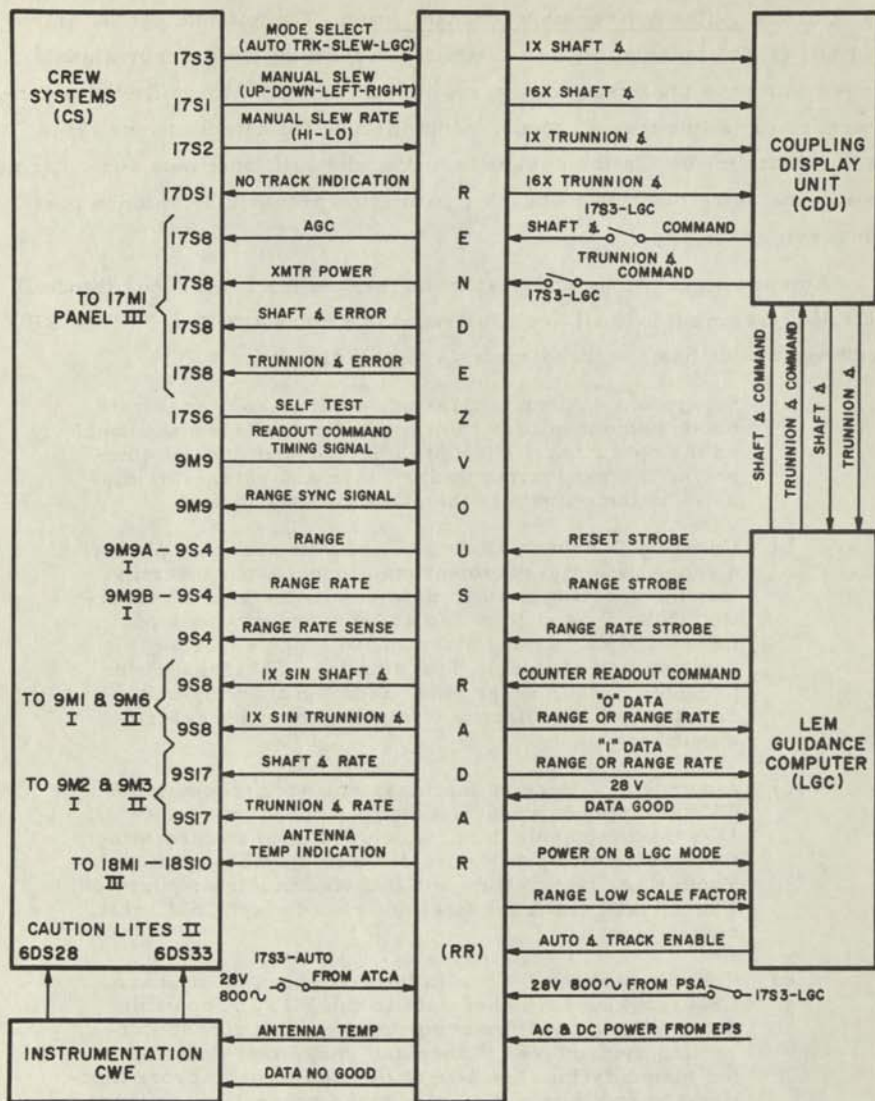 CREW
SYSTEMS
(CS)
17S3
MODE SELECT
(AUTO TRK-SLEW-LGC)
17S1
MANUAL SLEW
(UP-DOWN-LEFT-RIGHT)
17S2
MANUAL SLEW RATE
(HI-LO)
17DS1
NO TRACK INDICATION
17S8
AGC
17S8
XMTR POWER
TO 17M1
PANEL III
17S8
SHAFT ∡ ERROR
17S8
TRUNNION ∡ ERROR
17S6
SELF TEST
9M9
READOUT COMMAND
TIMING SIGNAL
9M9
RANGE SYNC SIGNAL
9M9A - 9S4
I
RANGE
9M9B - 9S4
I
RANGE RATE
9S4
RANGE RATE SENSE
TO 9M1 & 9M6
I II
9S8
1X SIN SHAFT ∡
9S8
1X SIN TRUNNION ∡
TO 9M2 & 9M3
I II
9S17
SHAFT ∡ RATE
9S17
TRUNNION ∡ RATE
TO 18M1 - 18S10
III
ANTENNA
TEMP INDICATION
CAUTION LITES II
6DS28 6DS33
17S3-AUTO
28V
800∿
FROM ATCA
INSTRUMENTATION
CWE
ANTENNA TEMP
DATA NO GOOD
R
E
N
D
E
Z
V
O
U
S
R
A
D
A
R
(RR)
1X SHAFT ∡
16X SHAFT ∡
1X TRUNNION ∡
16X TRUNNION ∡
17S3-LGC
SHAFT ∡ COMMAND
TRUNNION ∡
COMMAND
17S3-LGC
COUPLING
DISPLAY
UNIT
(CDU)
SHAFT ∡ COMMAND
TRUNNION ∡ COMMAND
SHAFT ∡
TRUNNION ∡
RESET STROBE
RANGE STROBE
RANGE RATE STROBE
COUNTER READOUT COMMAND
"0" DATA
RANGE OR RANGE RATE
"1" DATA
RANGE OR RANGE RATE
28 V
DATA GOOD
POWER ON & LGC MODE
RANGE LOW SCALE FACTOR
AUTO ∡ TRACK ENABLE
LEM
GUIDANCE
COMPUTER
(LGC)
28V 800∿ FROM PSA
17S3-LGC
AC & DC POWER FROM EPS